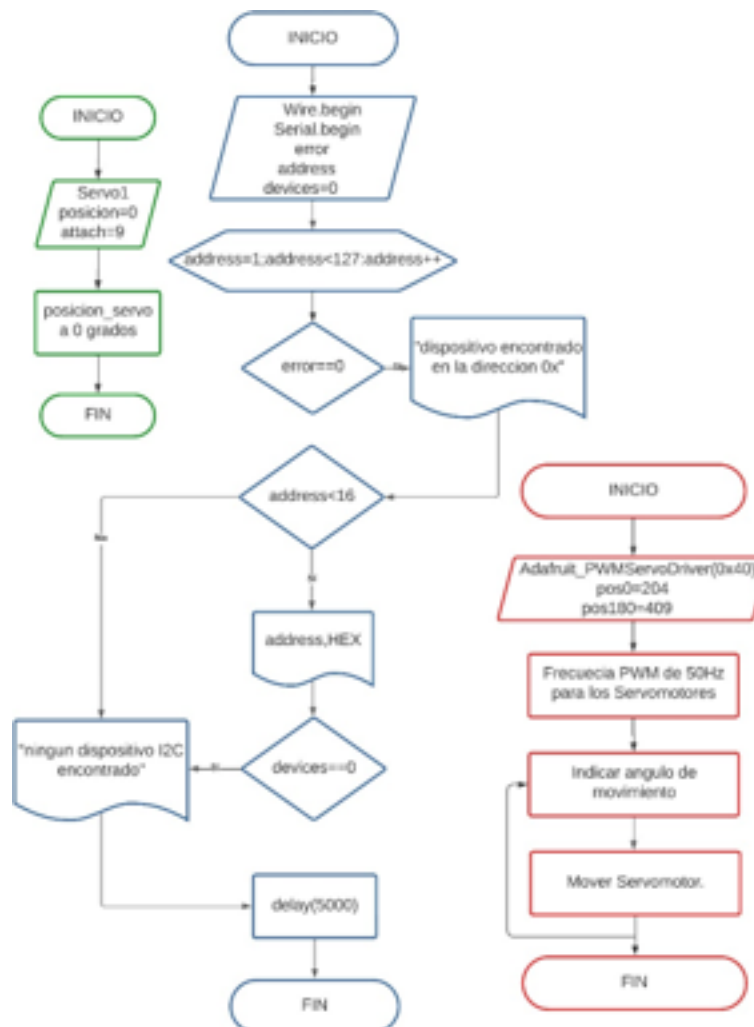 INICIO
Servo1
posicion=0
attach=9
posicion_servo
a 0 grados
FIN
INICIO
Wire.begin
Serial.begin
error
address
devices=0
address=1;address<127:address++
error==0
"dispositivo encontrado
en la direccion 0x"
address<16
address,HEX
devices==0
"ningun dispositivo I2C
encontrado"
delay(5000)
FIN
INICIO
Adafruit_PWMServoDriver(0x40)
pos0=204
pos180=409
Frecuecia PWM de 50Hz
para los Servomotores
Indicar angulo de
movimiento
Mover Servomotor.
FIN